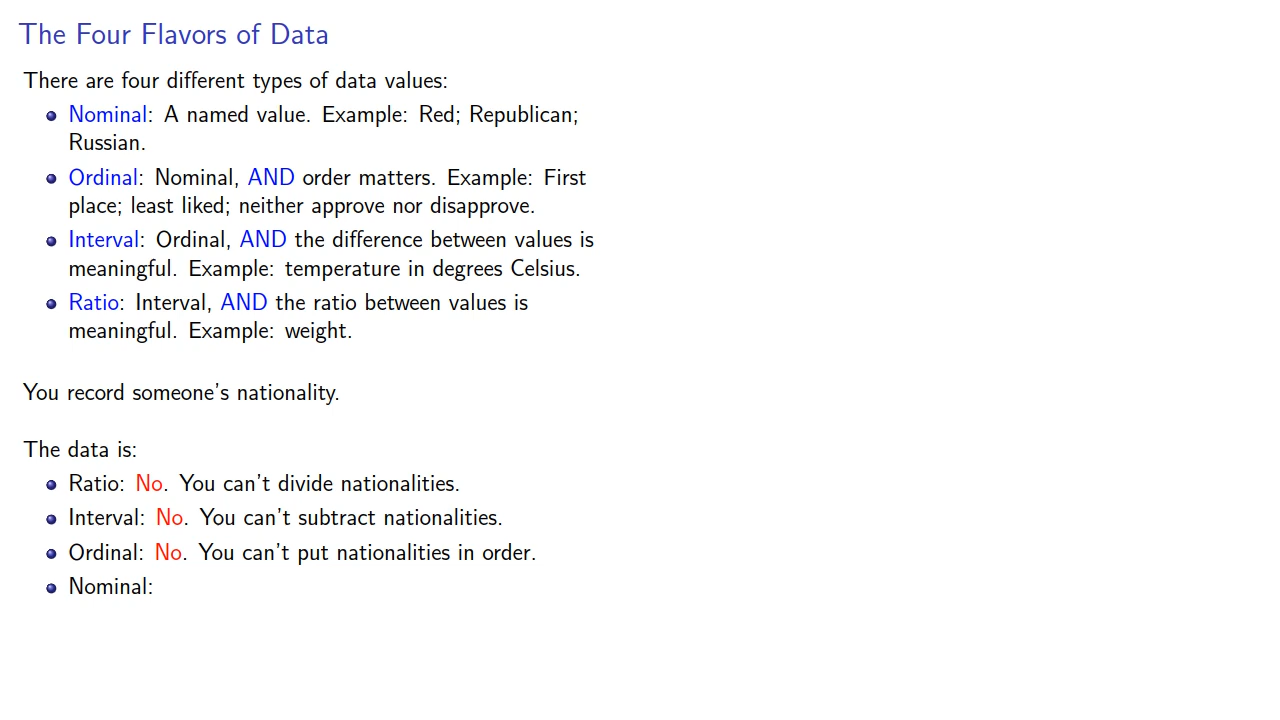 The Four Flavors of Data
There are four different types of data values:
Nominal: A named value. Example: Red; Republican;
Russian.
Ordinal: Nominal, AND order matters. Example: First
place; least liked; neither approve nor disapprove.
Interval: Ordinal, AND the difference between values is
meaningful. Example: temperature in degrees Celsius.
Ratio: Interval, AND the ratio between values is
meaningful. Example: weight.
You record someone's nationality.
The data is:
Ratio: No. You can't divide nationalities.
Interval: No. You can't subtract nationalities.
Ordinal: No. You can't put nationalities in order.
Nominal: